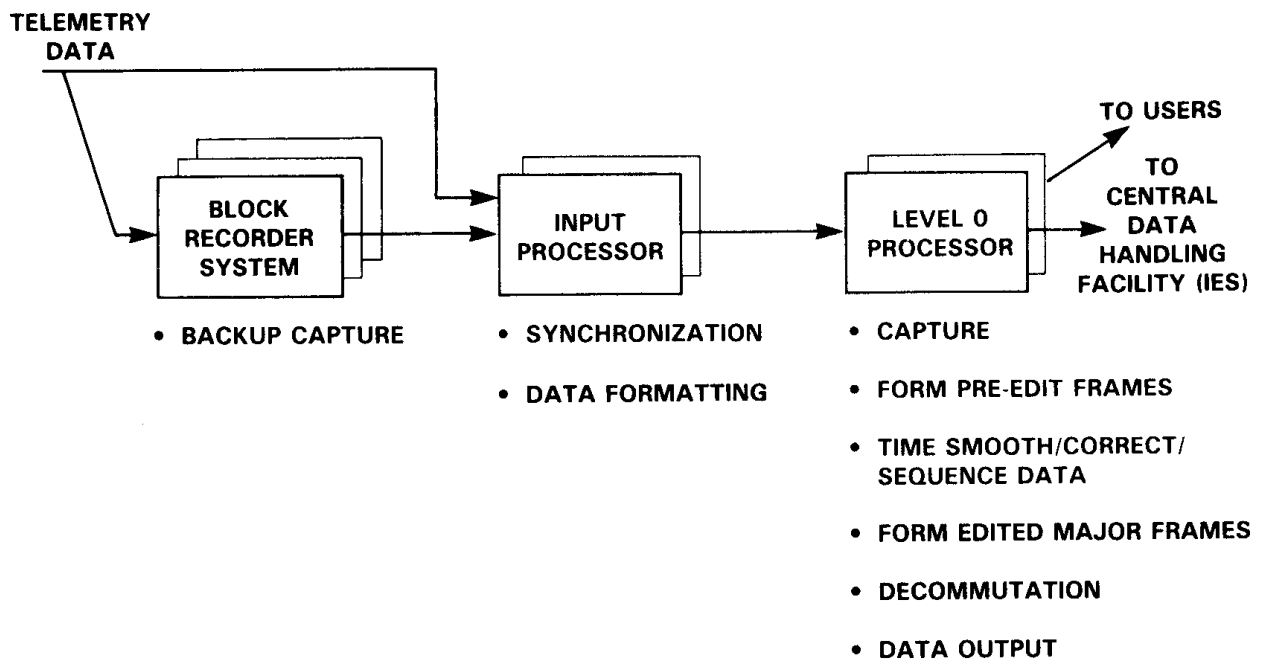 TELEMETRY
DATA
BLOCK
RECORDER
SYSTEM
• BACKUP CAPTURE
INPUT
PROCESSOR
• SYNCHRONIZATION
• DATA FORMATTING
LEVEL 0
PROCESSOR
TO USERS
TO
CENTRAL
DATA
HANDLING
FACILITY (IES)
• CAPTURE
• FORM PRE-EDIT FRAMES
• TIME SMOOTH/CORRECT/
SEQUENCE DATA
• FORM EDITED MAJOR FRAMES
• DECOMMUTATION
• DATA OUTPUT